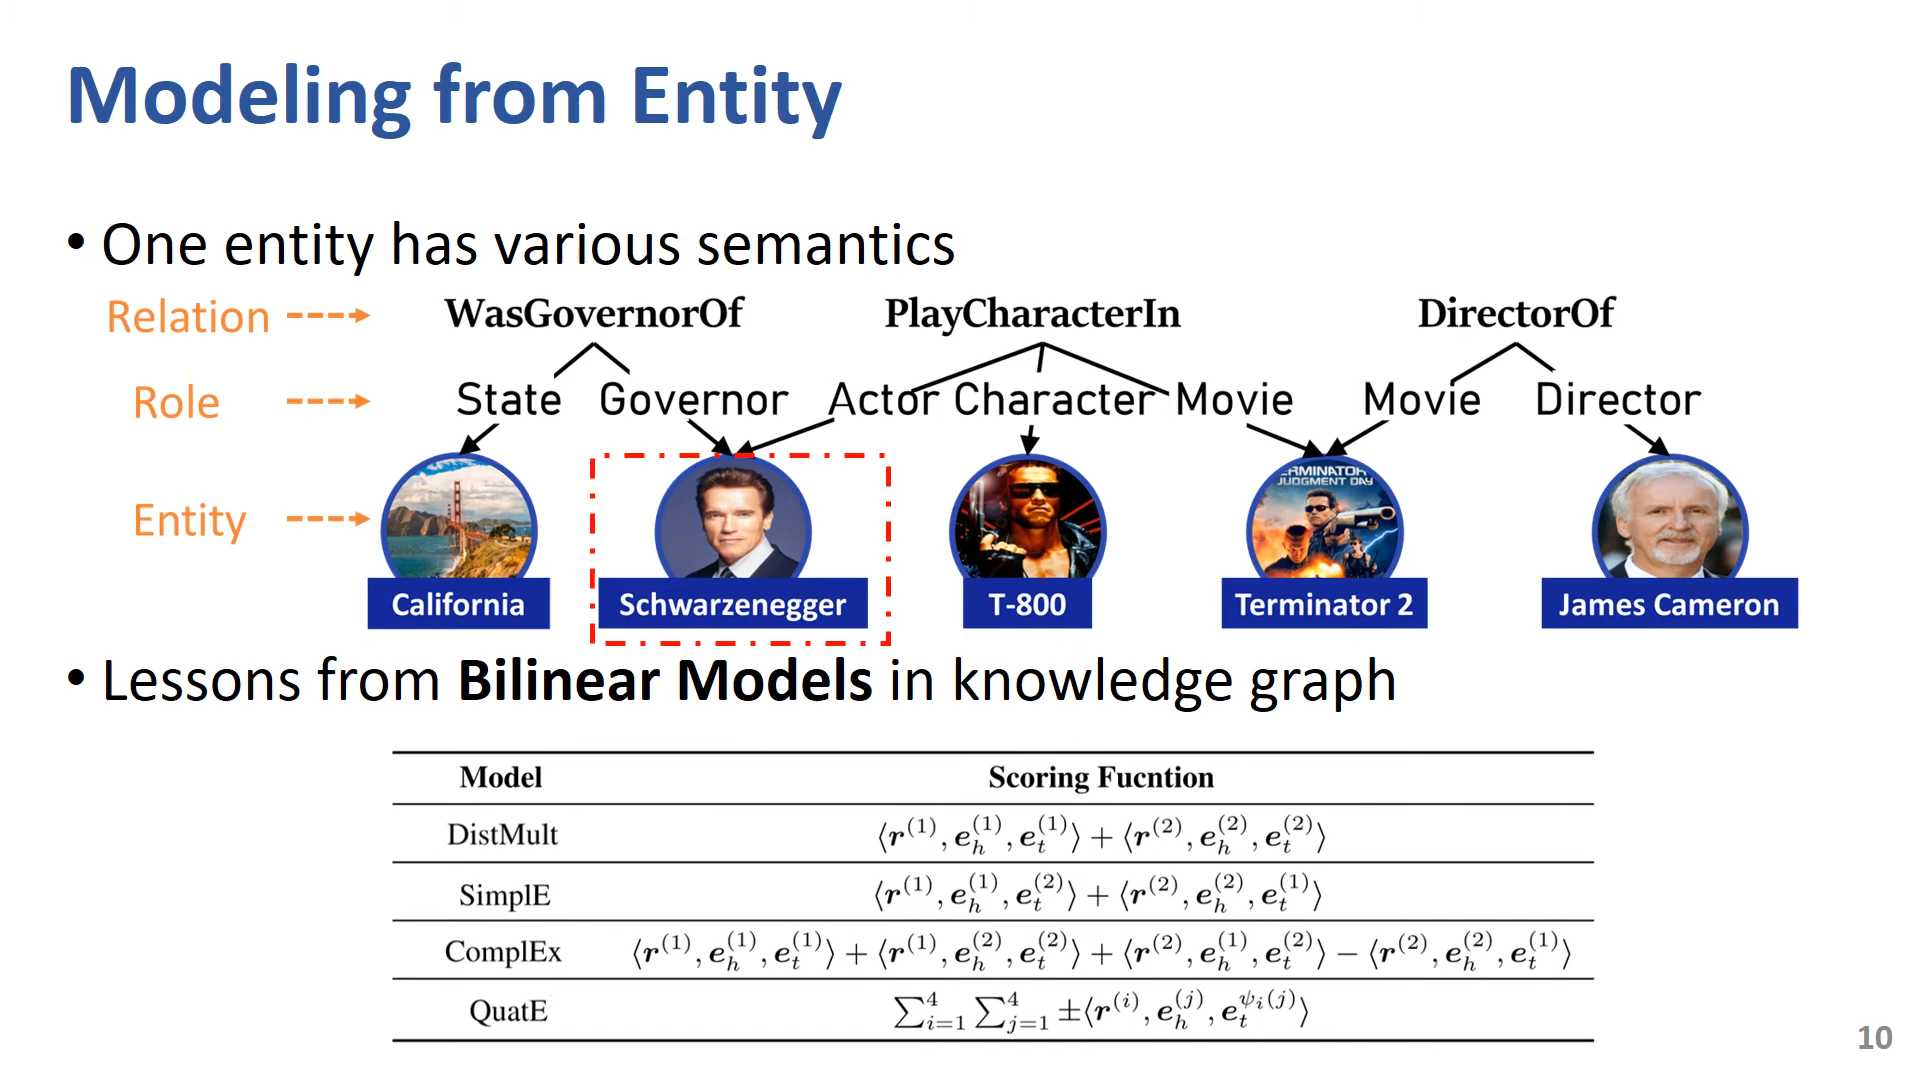 Modeling from Entity
• One entity has various semantics
Relation WasGovernorOf PlayCharacterIn DirectorOf
Role State Governor Actor Character Movie Movie Director
Entity
ERMINATOR
JUDGMENT DAY
California Schwarzenegger T-800 Terminator 2 James Cameron
• Lessons from Bilinear Models in knowledge graph
Model Scoring Fucntion
DistMult ⟨r^(1), e_h^(1), e_t^(1)⟩ + ⟨r^(2), e_h^(2), e_t^(2)⟩
SimplE ⟨r^(1), e_h^(1), e_t^(2)⟩ + ⟨r^(2), e_h^(2), e_t^(1)⟩
ComplEx ⟨r^(1), e_h^(1), e_t^(1)⟩ + ⟨r^(1), e_h^(2), e_t^(2)⟩ + ⟨r^(2), e_h^(1), e_t^(2)⟩ − ⟨r^(2), e_h^(2), e_t^(1)⟩
QuatE ∑_{i=1}^4 ∑_{j=1}^4 ±⟨r^(i), e_h^(j), e_t^{ψ_i(j)}⟩
10